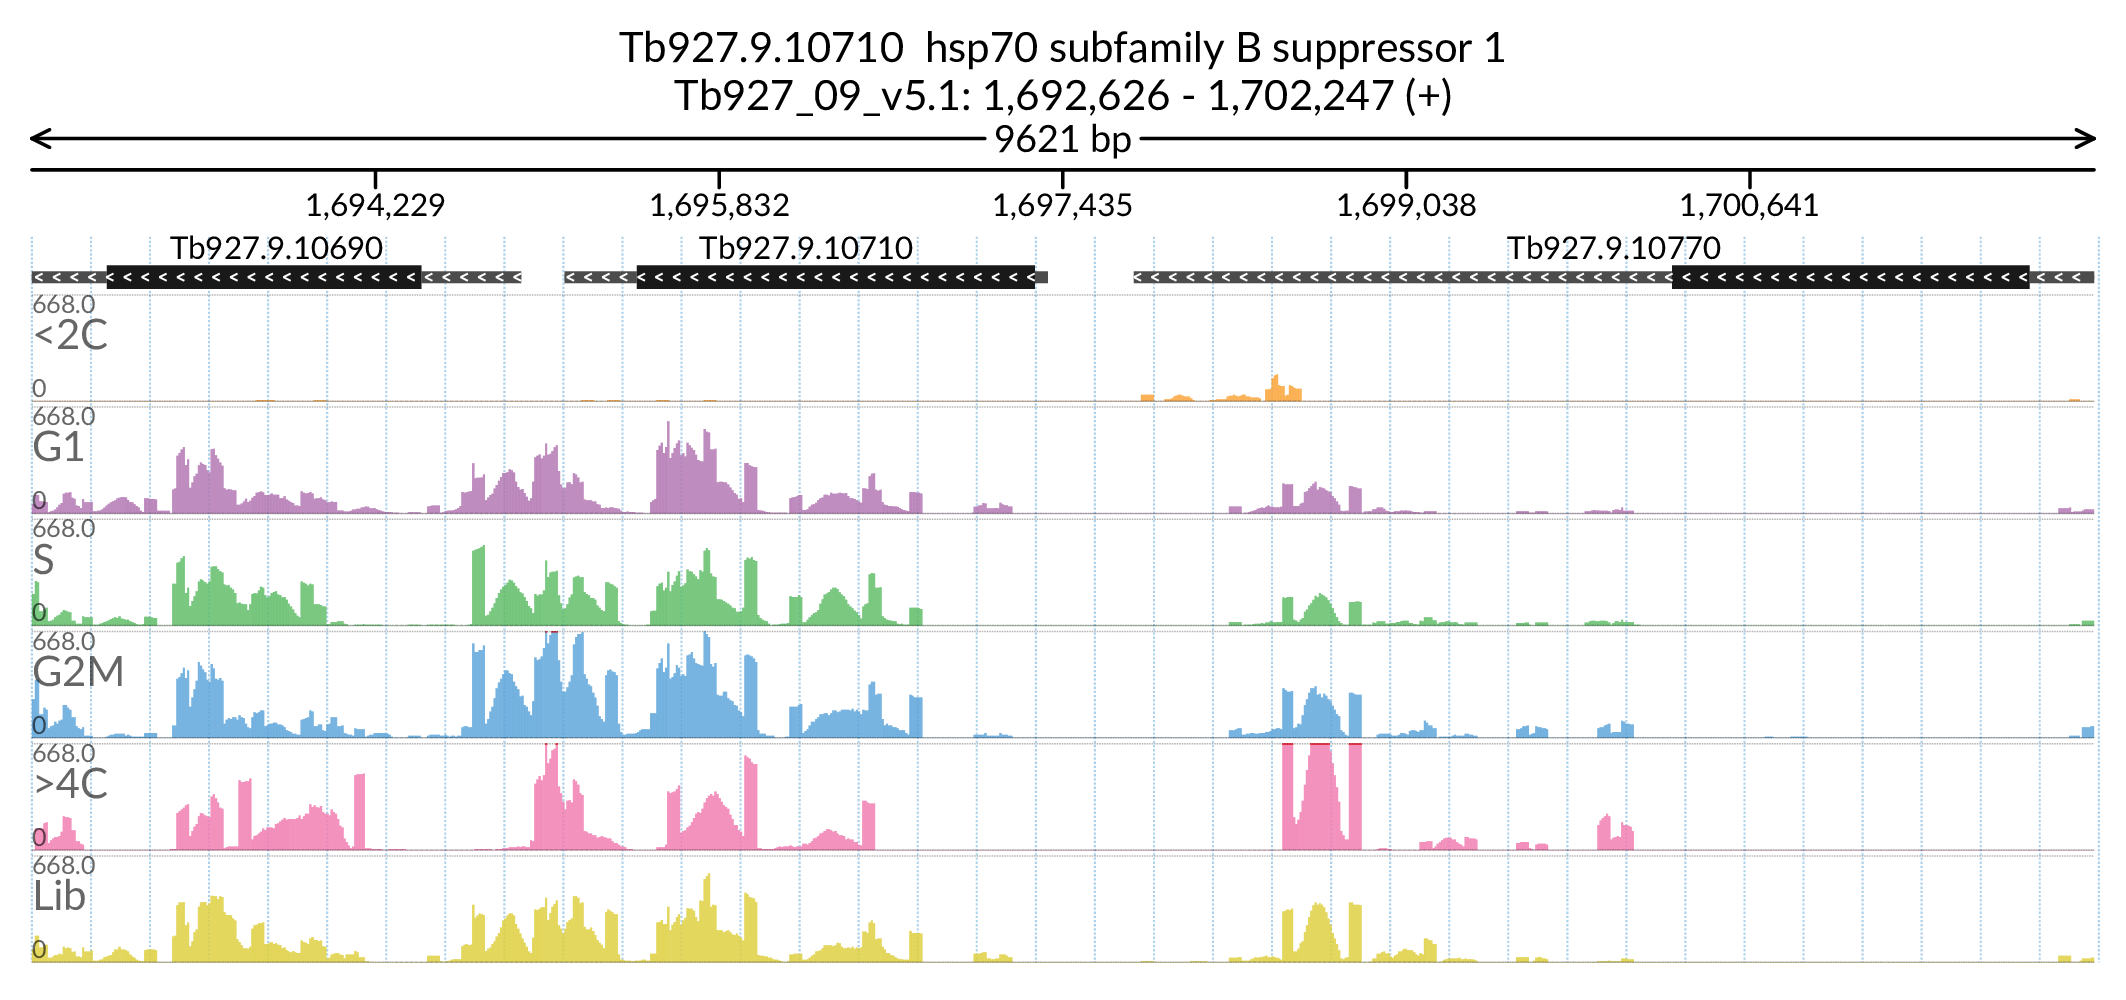 Tb927.9.10710  hsp70 subfamily B suppressor 1
Tb927_09_v5.1: 1,692,626 - 1,702,247 (+)
9621 bp
1,694,229 1,695,832 1,697,435 1,699,038 1,700,641
Tb927.9.10690 Tb927.9.10710 Tb927.9.10770
668.0
<2C
0
668.0
G1
0
668.0
S
0
668.0
G2M
0
668.0
>4C
0
668.0
Lib
0